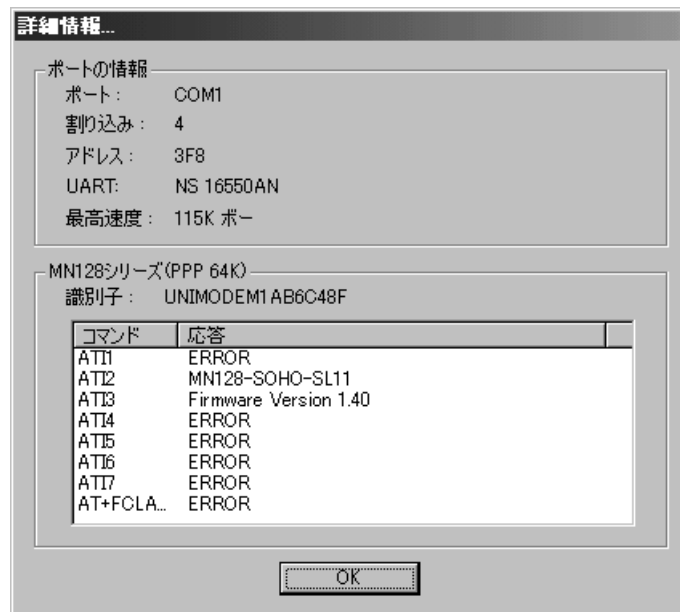 詳細情報...
ポートの情報
ポート： COM1
割り込み： 4
アドレス： 3F8
UART: NS 16550AN
最高速度： 115K ボー
MN128シリーズ(PPP 64K)
識別子： UNIMODEM1AB6C48F
コマンド 応答
ATI1 ERROR
ATI2 MN128-SOHO-SL11
ATI3 Firmware Version 1.40
ATI4 ERROR
ATI5 ERROR
ATI6 ERROR
ATI7 ERROR
AT+FCLA... ERROR
OK